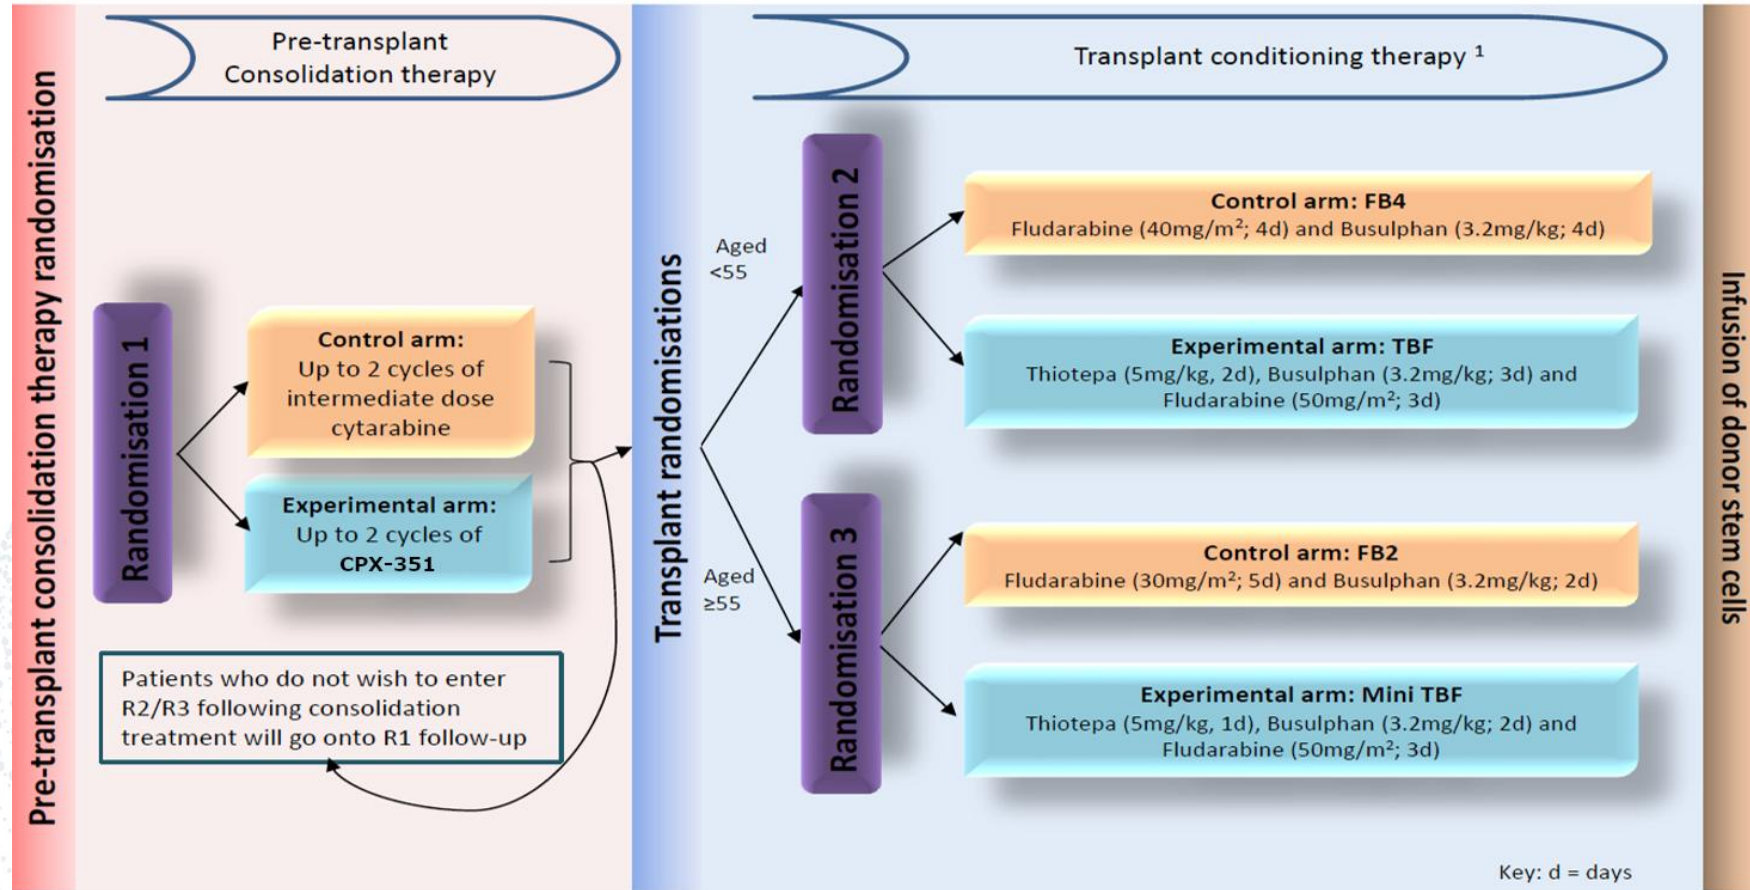 Pre-transplant consolidation therapy randomisation
Pre-transplant
Consolidation therapy
Randomisation 1
Control arm:
Up to 2 cycles of
intermediate dose
cytarabine
Experimental arm:
Up to 2 cycles of
CPX-351
Patients who do not wish to enter
R2/R3 following consolidation
treatment will go onto R1 follow-up
Transplant randomisations
Transplant conditioning therapy ¹
Aged
<55
Randomisation 2
Control arm: FB4
Fludarabine (40mg/m²; 4d) and Busulphan (3.2mg/kg; 4d)
Experimental arm: TBF
Thiotepa (5mg/kg, 2d), Busulphan (3.2mg/kg; 3d) and
Fludarabine (50mg/m²; 3d)
Aged
≥55
Randomisation 3
Control arm: FB2
Fludarabine (30mg/m²; 5d) and Busulphan (3.2mg/kg; 2d)
Experimental arm: Mini TBF
Thiotepa (5mg/kg, 1d), Busulphan (3.2mg/kg; 2d) and
Fludarabine (50mg/m²; 3d)
Infusion of donor stem cells
Key: d = days